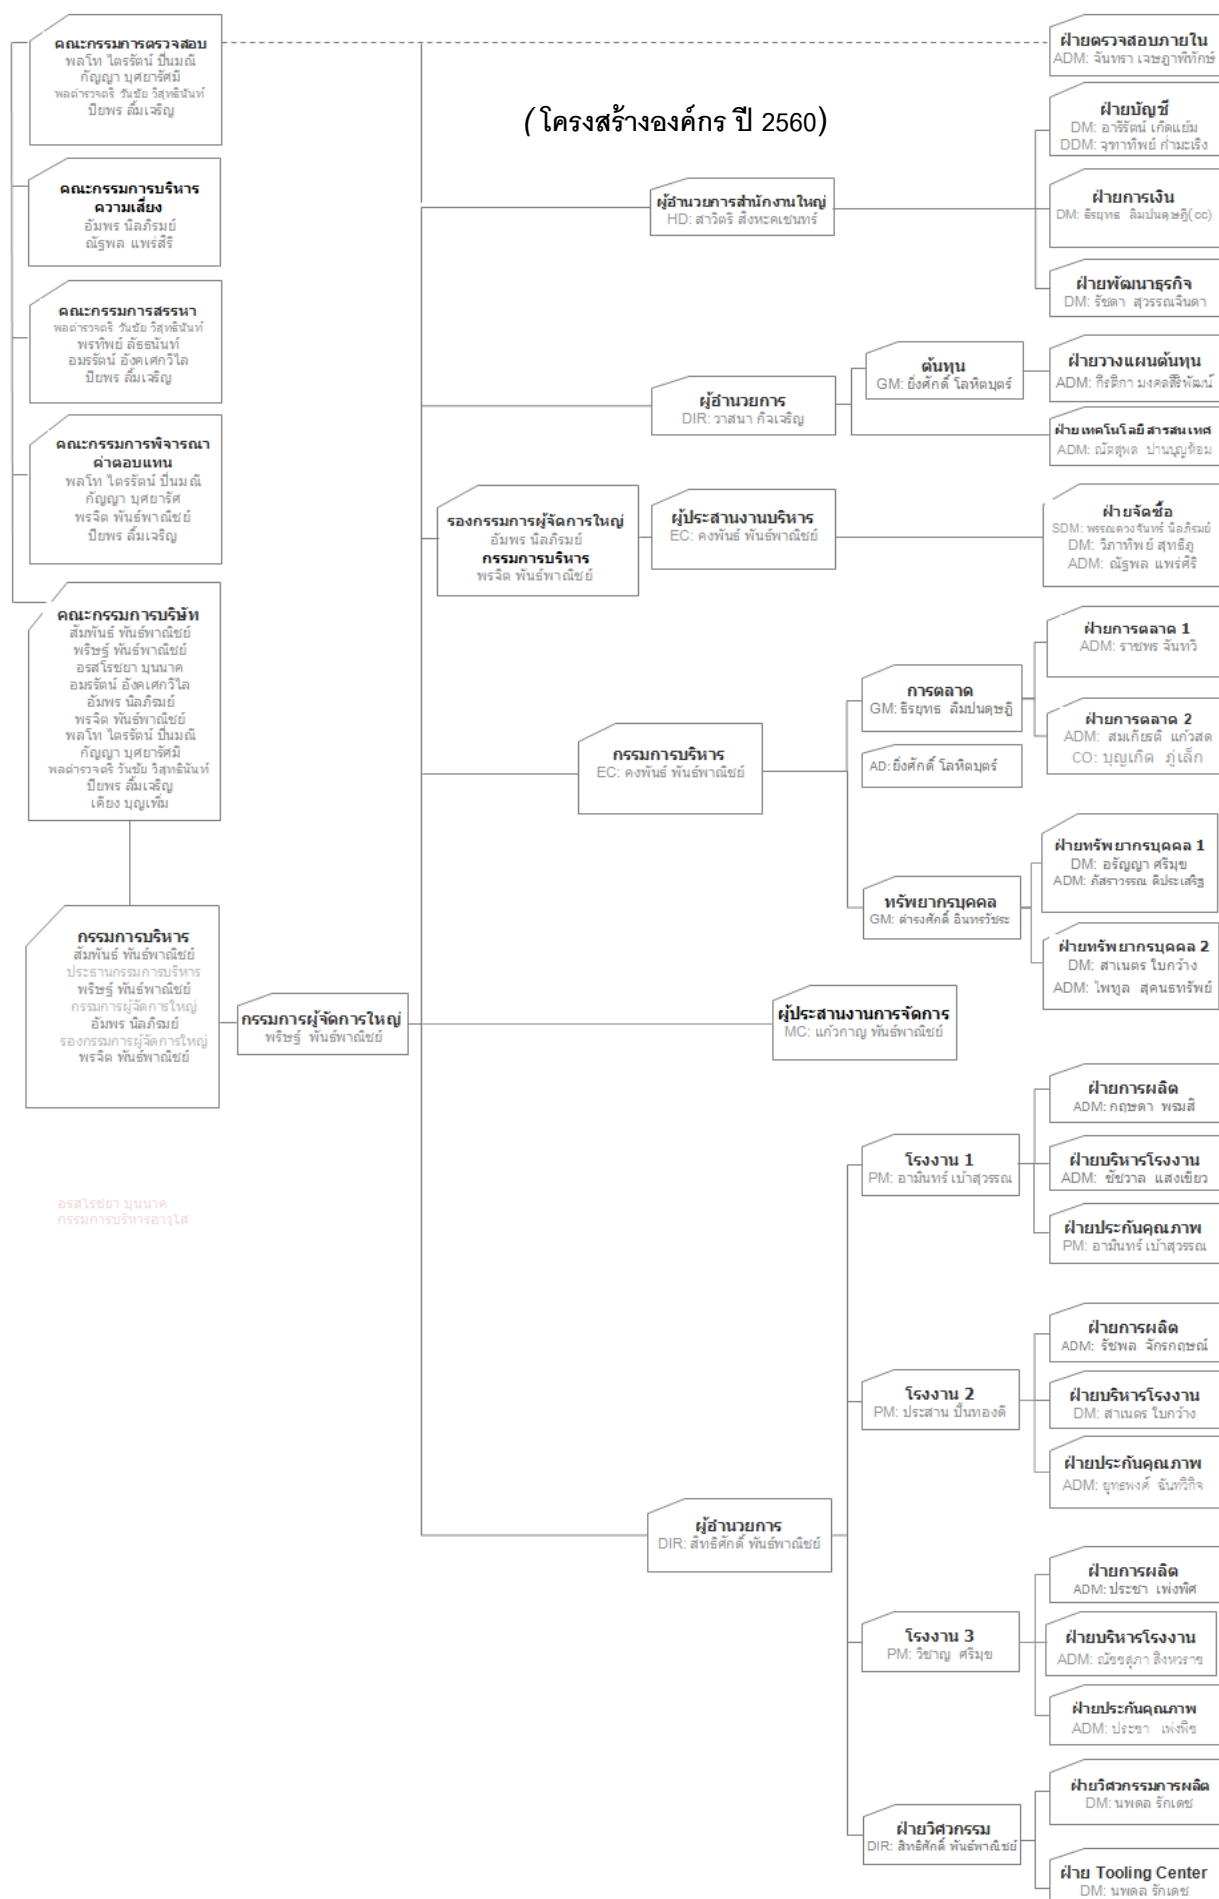 คณะกรรมการตรวจสอบ
พลโท ไตรรัตน์ ปิ่นมณี
กัญญา บุศยารัศมี
พลตำรวจตรี วันชัย วิสุทธินันท์
ปิยพร ลิ้มเจริญ
ฝ่ายตรวจสอบภายใน
ADM: จันทรา เจษฎาพิทักษ์
( โครงสร้างองค์กร ปี 2560)
ฝ่ายบัญชี
DM: อารีรัตน์ เกิดแย้ม
DDM: จุฑาทิพย์ ก่ำมะเริง
คณะกรรมการบริหาร
ความเสี่ยง
อัมพร นิลภิรมย์
ณัฐพล แพร่สิริ
ผู้อำนวยการสำนักงานใหญ่
HD: สาวิตรี สิงหะคเชนทร์
ฝ่ายการเงิน
DM: ธิรยุทธ ลิมปนดุษฎี(cc)
ฝ่ายพัฒนาธุรกิจ
DM: รัชดา สุวรรณจินดา
คณะกรรมการสรรหา
พลตำรวจตรี วันชัย วิสุทธินันท์
พรทิพย์ ลัธธนันท์
อมรรัตน์ อังคเศกวิไล
ปิยพร ลิ้มเจริญ
ต้นทุน
GM: ยิ่งศักดิ์ โลหิตบุตร์
ฝ่ายวางแผนต้นทุน
ADM: กีรติกา มงคลสิริพัฒน์
ผู้อำนวยการ
DIR: วาสนา กิจเจริญ
ฝ่ายเทคโนโลยีสารสนเทศ
ADM: ณัตสุพล ปานบุญห้อม
คณะกรรมการพิจารณา
ค่าตอบแทน
พลโท ไตรรัตน์ ปิ่นมณี
กัญญา บุศยารัศ
พรจิต พันธ์พาณิชย์
ปิยพร ลิ้มเจริญ
รองกรรมการผู้จัดการใหญ่
อัมพร นิลภิรมย์
กรรมการบริหาร
พรจิต พันธ์พาณิชย์
ผู้ประสานงานบริหาร
EC: คงพันธ์ พันธ์พาณิชย์
ฝ่ายจัดซื้อ
SDM: พรรณดวงจันทร์ นิลภิรมย์
DM: วิภาทิพย์ สุทธิภู
ADM: ณัฐพล แพร่ศิริ
คณะกรรมการบริษัท
สัมพันธ์ พันธ์พาณิชย์
พริษฐ์ พันธ์พาณิชย์
อรสโรชยา บุนนาค
อมรรัตน์ อังคเศกวิไล
อัมพร นิลภิรมย์
พรจิต พันธ์พาณิชย์
พลโท ไตรรัตน์ ปิ่นมณี
กัญญา บุศยารัศมี
พลตำรวจตรี วันชัย วิสุทธินันท์
ปิยพร ลิ้มเจริญ
เคียง บุญเพิ่ม
ฝ่ายการตลาด 1
ADM: ราชพร จันทวี
การตลาด
GM: ธิรยุทธ ลิมปนดุษฎี
ฝ่ายการตลาด 2
ADM: สมเกียรติ แก้วสด
CO: บุญเกิด ภู่เล็ก
กรรมการบริหาร
EC: คงพันธ์ พันธ์พาณิชย์
AD: ยิ่งศักดิ์ โลหิตบุตร์
ฝ่ายทรัพยากรบุคคล 1
DM: อรัญญา ศรีมุข
ADM: ภัสราวรรณ ดีประเสริฐ
ทรัพยากรบุคคล
GM: ดำรงศักดิ์ อินทรวัชระ
ฝ่ายทรัพยากรบุคคล 2
DM: สาเนตร ใบกว้าง
ADM: ไพทูล สุคนธทรัพย์
กรรมการบริหาร
สัมพันธ์ พันธ์พาณิชย์
ประธานกรรมการบริหาร
พริษฐ์ พันธ์พาณิชย์
กรรมการผู้จัดการใหญ่
อัมพร นิลภิรมย์
รองกรรมการผู้จัดการใหญ่
พรจิต พันธ์พาณิชย์
กรรมการผู้จัดการใหญ่
พริษฐ์ พันธ์พาณิชย์
ผู้ประสานงานการจัดการ
MC: แก้วกาญ พันธ์พาณิชย์
ฝ่ายการผลิต
ADM: กฤษดา พรมสี
โรงงาน 1
PM: อามินทร์ เบ้าสุวรรณ
ฝ่ายบริหารโรงงาน
ADM: ชัชวาล แสงเขียว
ฝ่ายประกันคุณภาพ
PM: อามินทร์ เบ้าสุวรรณ
อรสโรชยา บุนนาค
กรรมการบริหารอาวุโส
ฝ่ายการผลิต
ADM: รัชพล จักรกฤษณ์
โรงงาน 2
PM: ประสาน ปั้นทองดี
ฝ่ายบริหารโรงงาน
DM: สาเนตร ใบกว้าง
ฝ่ายประกันคุณภาพ
ADM: ยุทธพงศ์ ฉันทวิกิจ
ผู้อำนวยการ
DIR: สิทธิศักดิ์ พันธ์พาณิชย์
ฝ่ายการผลิต
ADM: ประชา เพ่งพิศ
โรงงาน 3
PM: วิชาญ ศรีมุข
ฝ่ายบริหารโรงงาน
ADM: ณัชชสุภา สิงหวราช
ฝ่ายประกันคุณภาพ
ADM: ประชา เพ่งพิช
ฝ่ายวิศวกรรมการผลิต
DM: นพดล รักเดช
ฝ่ายวิศวกรรม
DIR: สิทธิศักดิ์ พันธ์พาณิชย์
ฝ่าย Tooling Center
DM: นพดล รักเดช